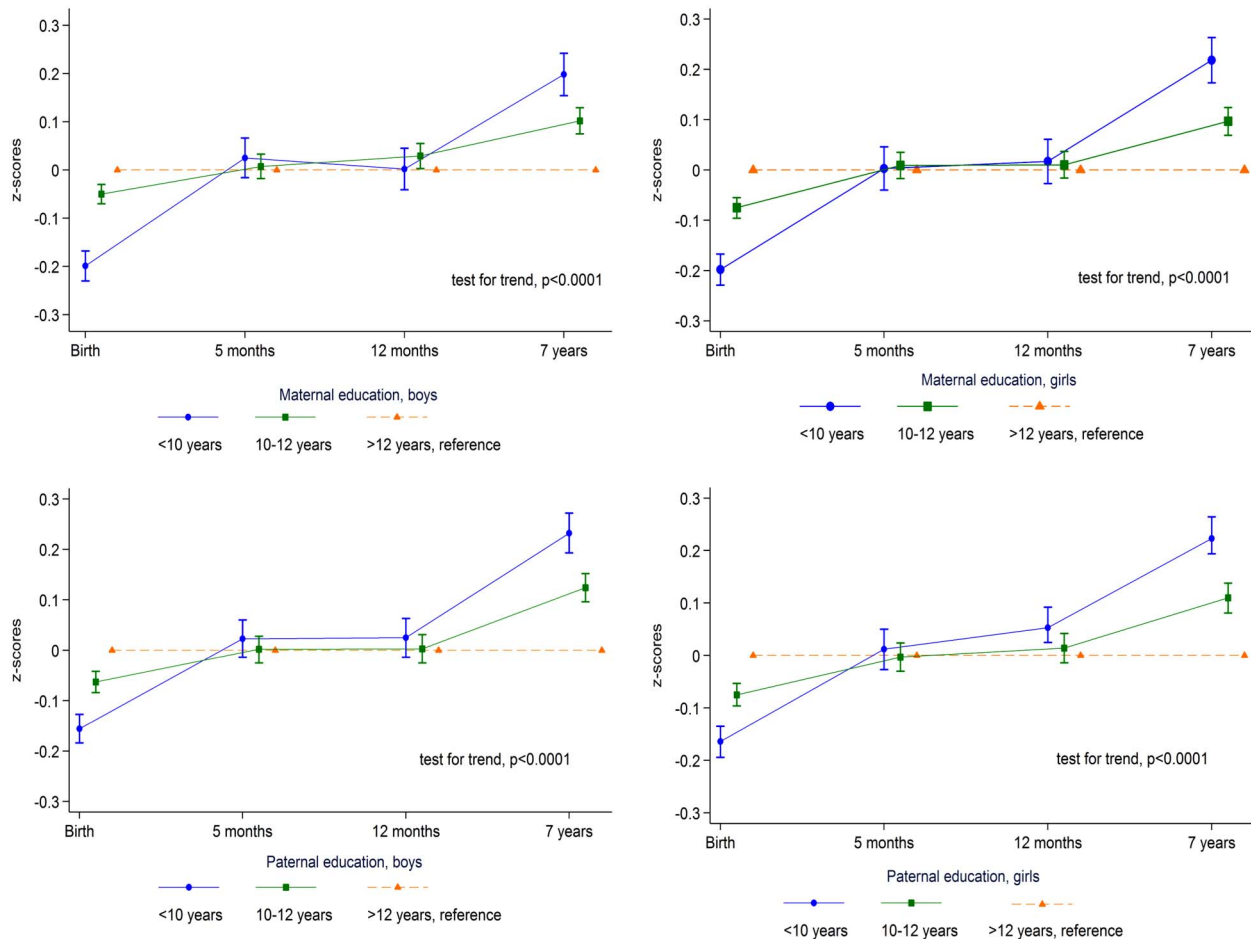 0.3
0.2
0.1
0
-0.1
-0.2
-0.3
z-scores
test for trend, p<0.0001
Birth 5 months 12 months 7 years
Maternal education, boys
<10 years 10-12 years >12 years, reference
0.3
0.2
0.1
0
-0.1
-0.2
-0.3
z-scores
test for trend, p<0.0001
Birth 5 months 12 months 7 years
Maternal education, girls
<10 years 10-12 years >12 years, reference
0.3
0.2
0.1
0
-0.1
-0.2
-0.3
z-scores
test for trend, p<0.0001
Birth 5 months 12 months 7 years
Paternal education, boys
<10 years 10-12 years >12 years, reference
0.3
0.2
0.1
0
-0.1
-0.2
-0.3
z-scores
test for trend, p<0.0001
Birth 5 months 12 months 7 years
Paternal education, girls
<10 years 10-12 years >12 years, reference